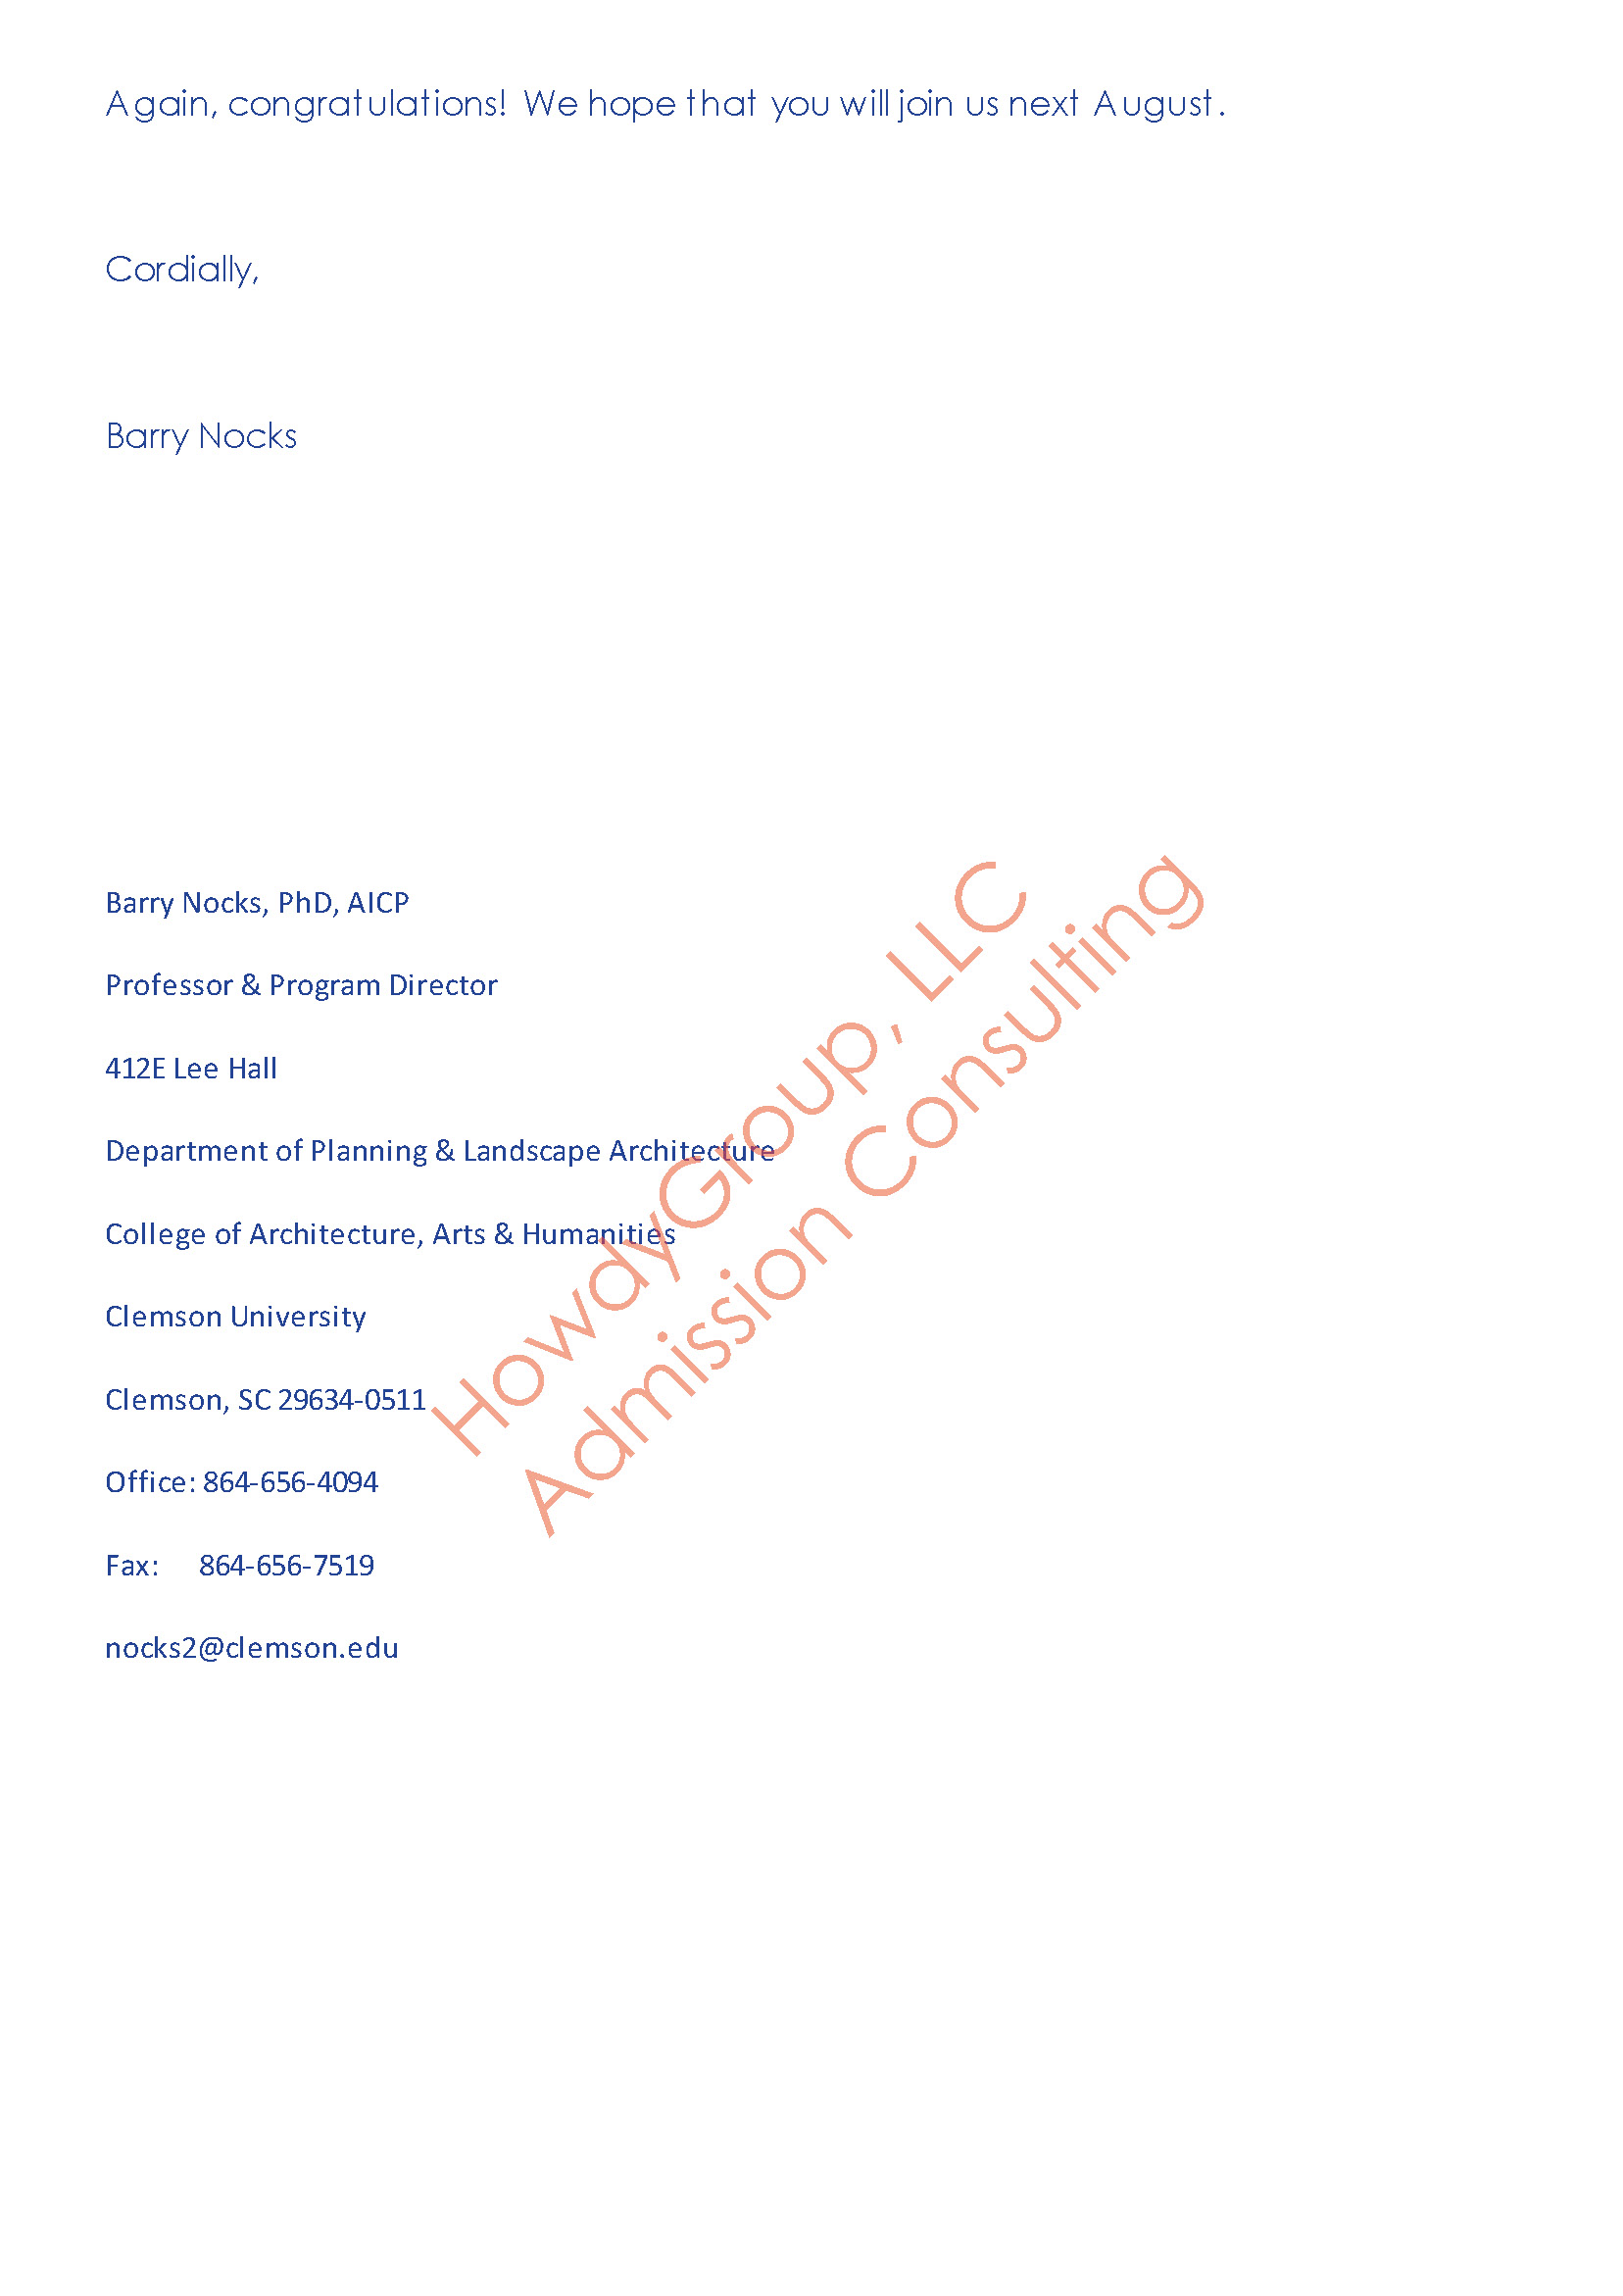 Again, congratulations! We hope that you will join us next August.
Cordially,
Barry Nocks
Barry Nocks, PhD, AICP
Professor & Program Director
412E Lee Hall
Department of Planning & Landscape Architecture
College of Architecture, Arts & Humanities
Clemson University
Clemson, SC 29634-0511
Office: 864-656-4094
Fax: 864-656-7519
nocks2@clemson.edu
HowdyGroup, LLC
Admission Consulting